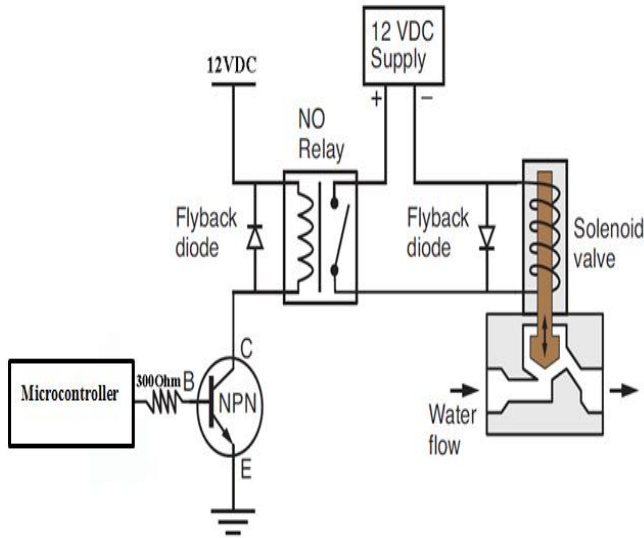 12 VDC
Supply
12VDC
+ −
NO
Relay
Flyback
diode
Flyback
diode
Solenoid
valve
C
Microcontroller
300Ohm
B
NPN
E
Water
flow